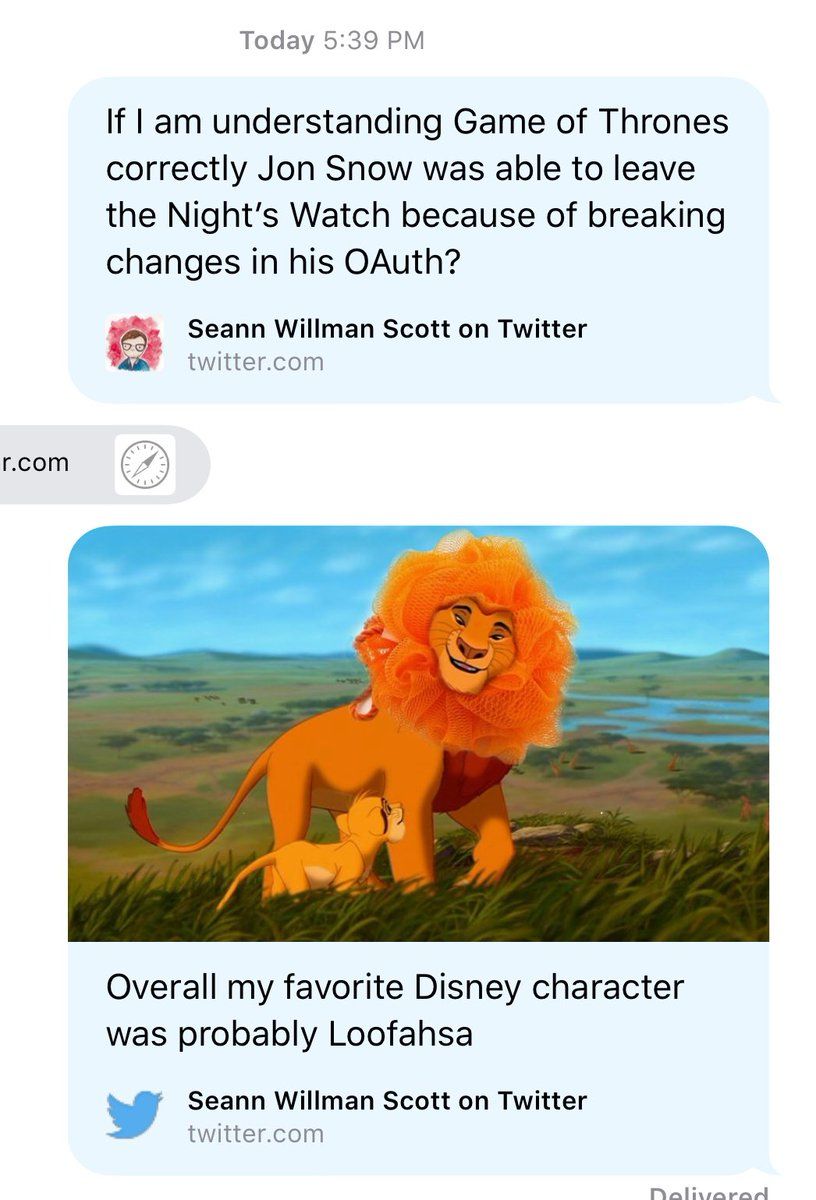 Today 5:39 PM
If I am understanding Game of Thrones
correctly Jon Snow was able to leave
the Night’s Watch because of breaking
changes in his OAuth?
Seann Willman Scott on Twitter
twitter.com
r.com
Overall my favorite Disney character
was probably Loofahsa
Seann Willman Scott on Twitter
twitter.com
Delivered